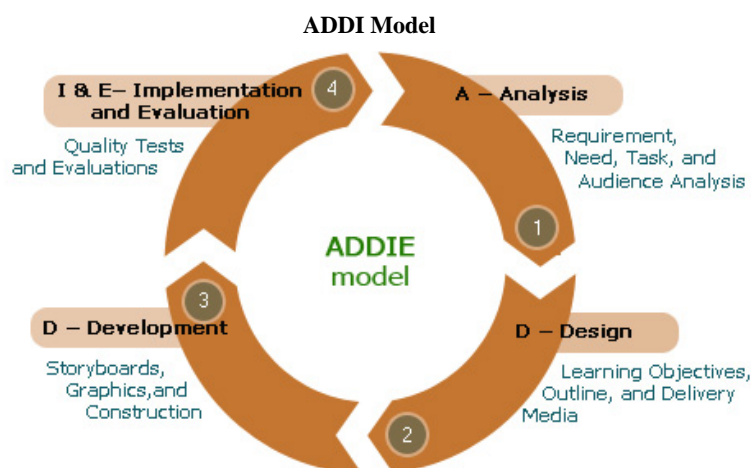 ADDI Model
I & E– Implementation
and Evaluation
4
Quality Tests
and Evaluations
A – Analysis
Requirement,
Need, Task, and
Audience Analysis
1
ADDIE
model
3
D – Development
Storyboards,
Graphics,and
Construction
D – Design
Learning Objectives,
Outline, and Delivery
Media
2